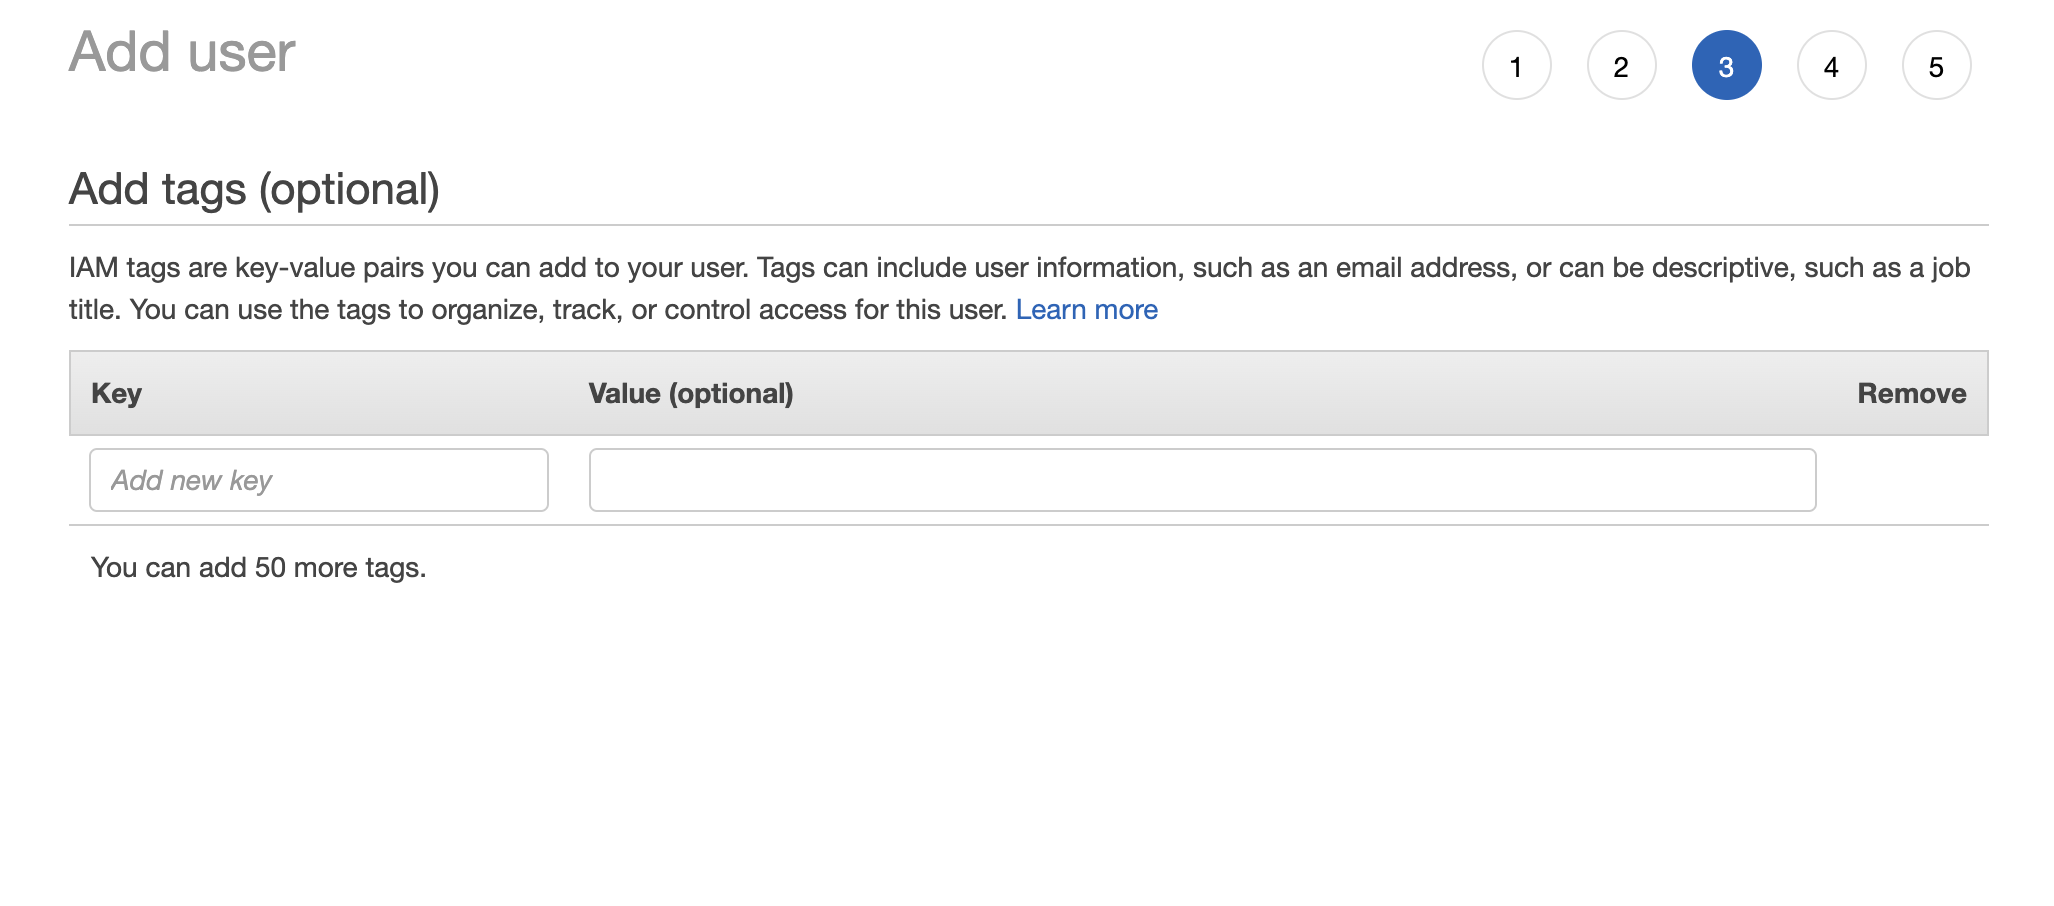 Add user
1 2 3 4 5
Add tags (optional)
IAM tags are key-value pairs you can add to your user. Tags can include user information, such as an email address, or can be descriptive, such as a job
title. You can use the tags to organize, track, or control access for this user. Learn more
Key Value (optional) Remove
Add new key
You can add 50 more tags.